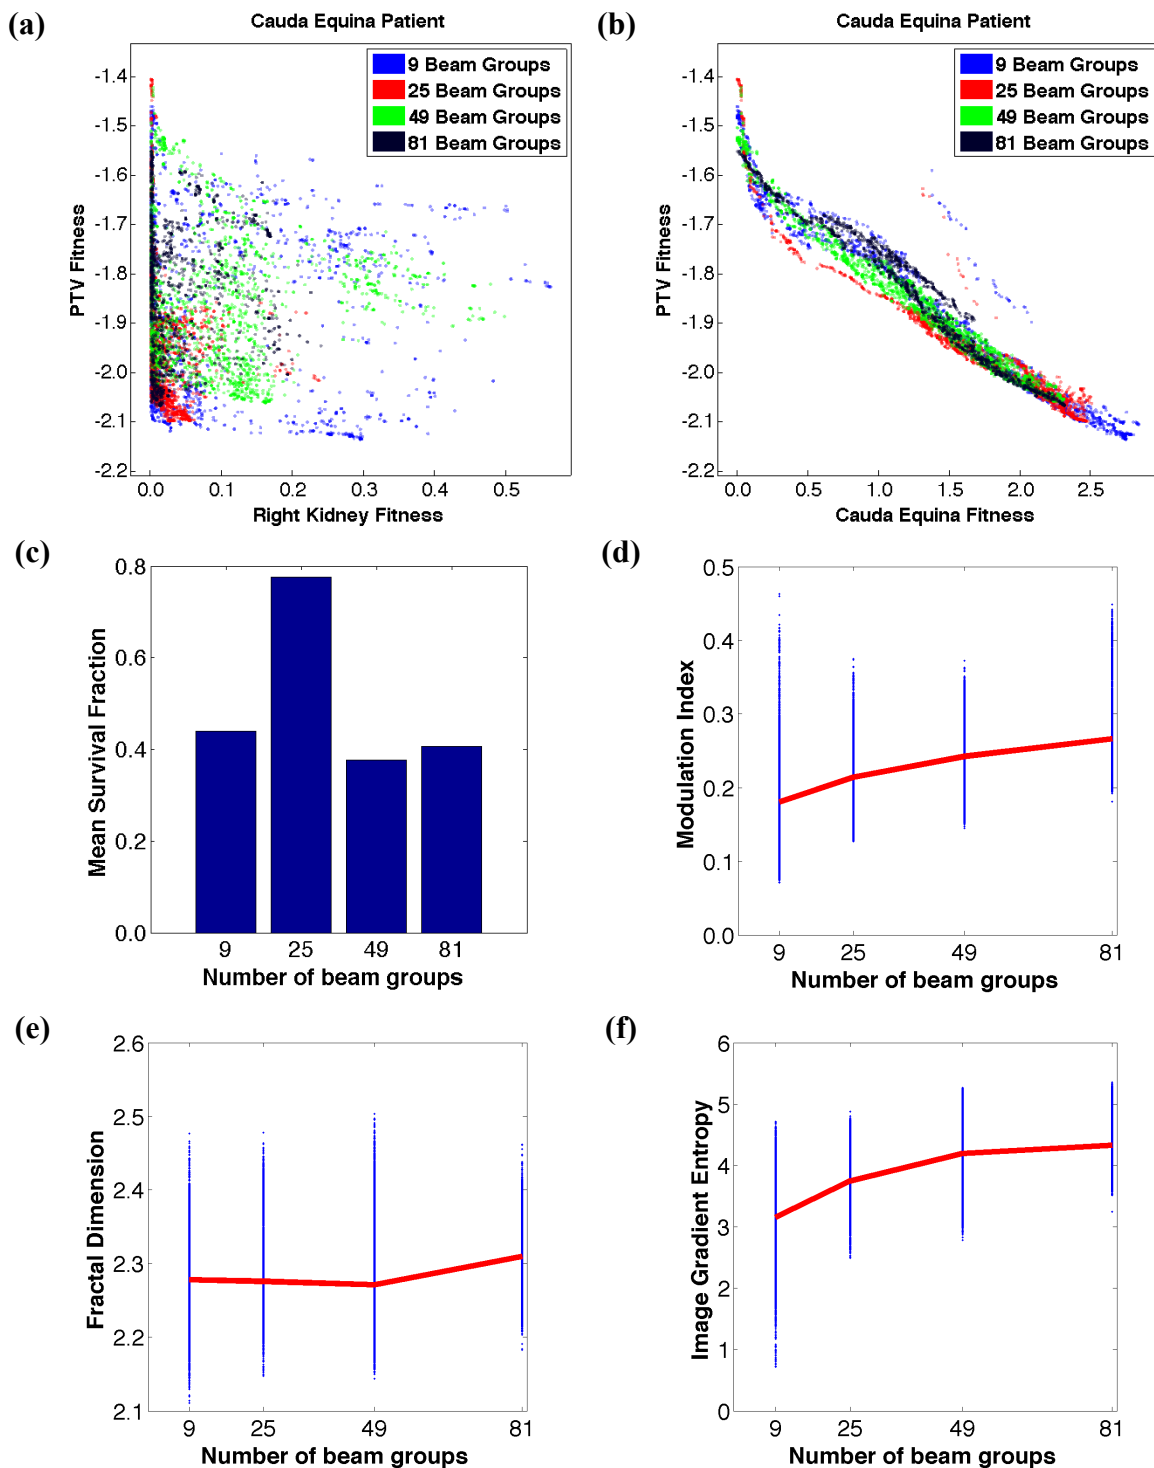 (a)
Cauda Equina Patient
9 Beam Groups
25 Beam Groups
49 Beam Groups
81 Beam Groups
-1.4
-1.5
-1.6
-1.7
-1.8
-1.9
-2.0
-2.1
-2.2
PTV Fitness
0.0 0.1 0.2 0.3 0.4 0.5
Right Kidney Fitness
(b)
Cauda Equina Patient
9 Beam Groups
25 Beam Groups
49 Beam Groups
81 Beam Groups
-1.4
-1.5
-1.6
-1.7
-1.8
-1.9
-2.0
-2.1
-2.2
PTV Fitness
0.0 0.5 1.0 1.5 2.0 2.5
Cauda Equina Fitness
(c)
0.8
0.6
0.4
0.2
0.0
Mean Survival Fraction
9 25 49 81
Number of beam groups
(d)
0.5
0.4
0.3
0.2
0.1
0.0
Modulation Index
9 25 49 81
Number of beam groups
(e)
2.6
2.5
2.4
2.3
2.2
2.1
Fractal Dimension
9 25 49 81
Number of beam groups
(f)
6
5
4
3
2
1
0
Image Gradient Entropy
9 25 49 81
Number of beam groups